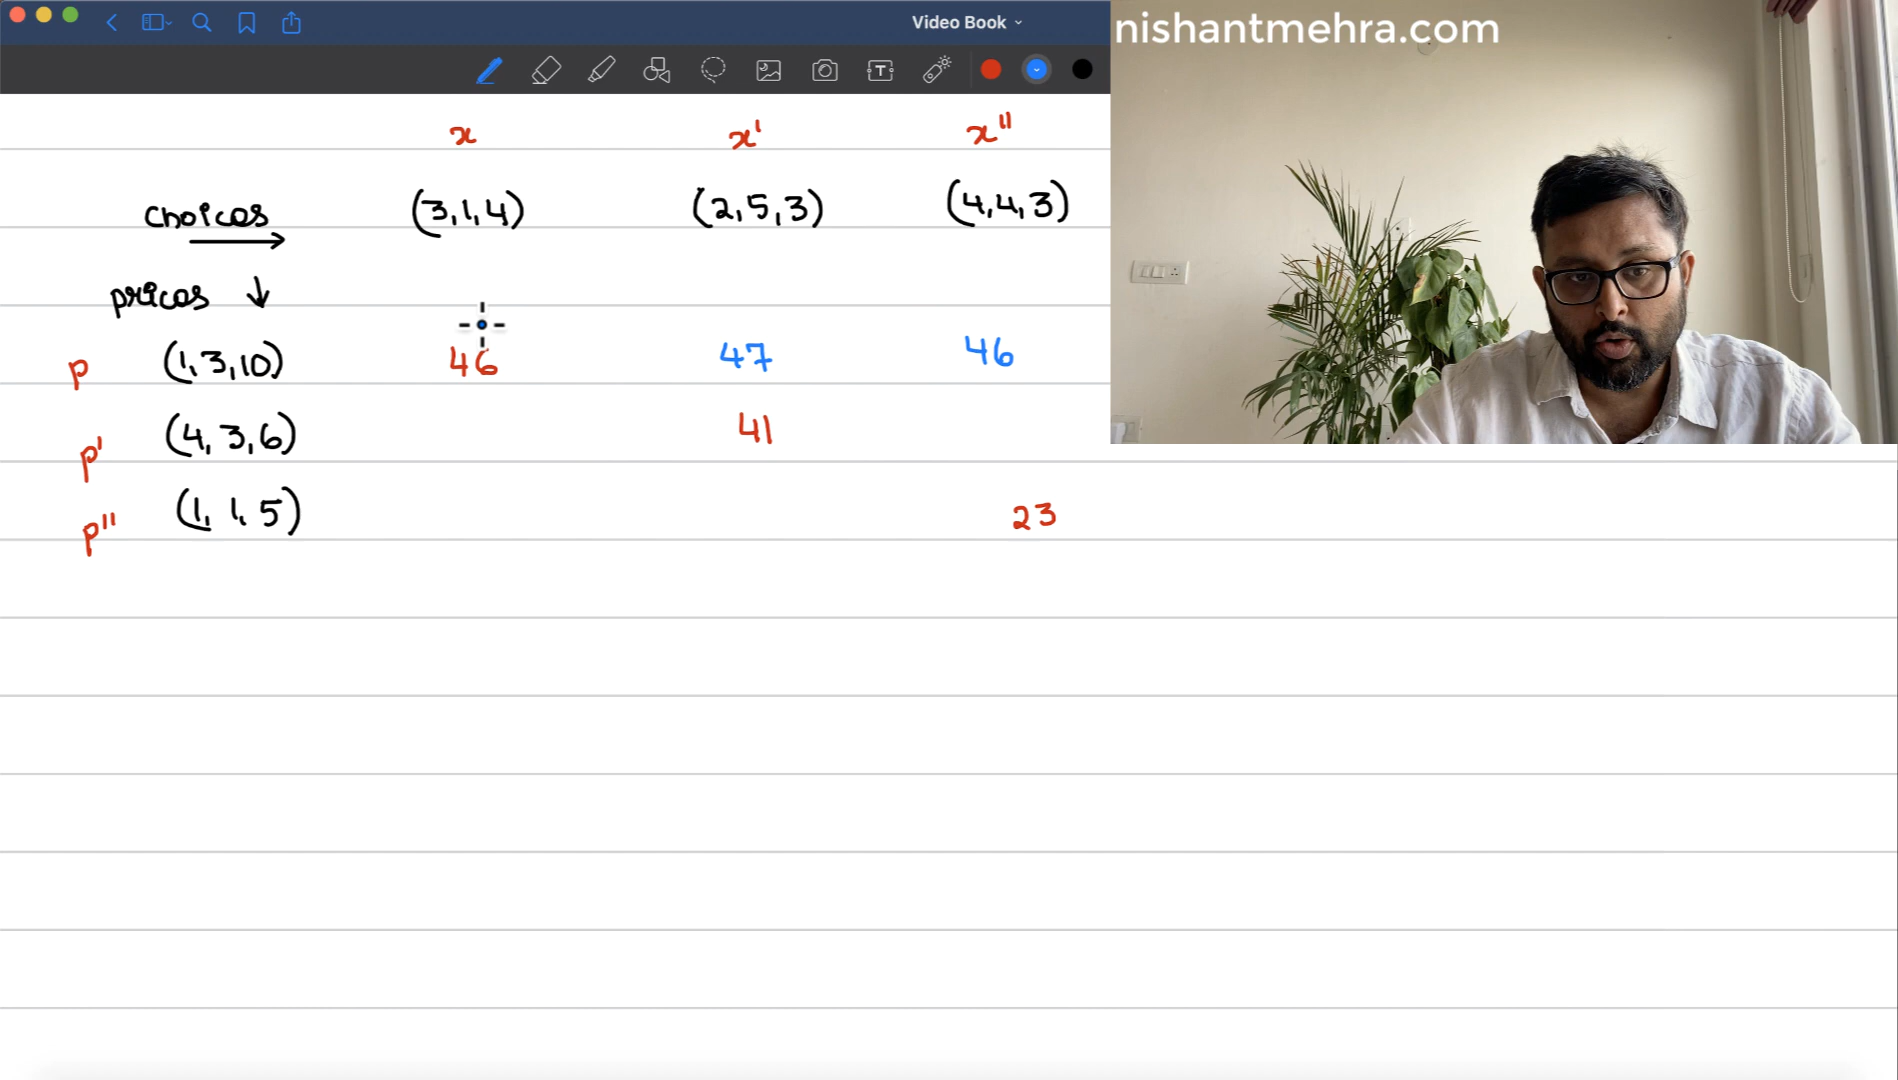 Video Book
nishantmehra.com
T
x x' x"
choices (3,1,4) (2,5,3) (4,4,3)
prices
p (1,3,10) 46 47 46
p' (4,3,6) 41
p" (1,1,5) 23